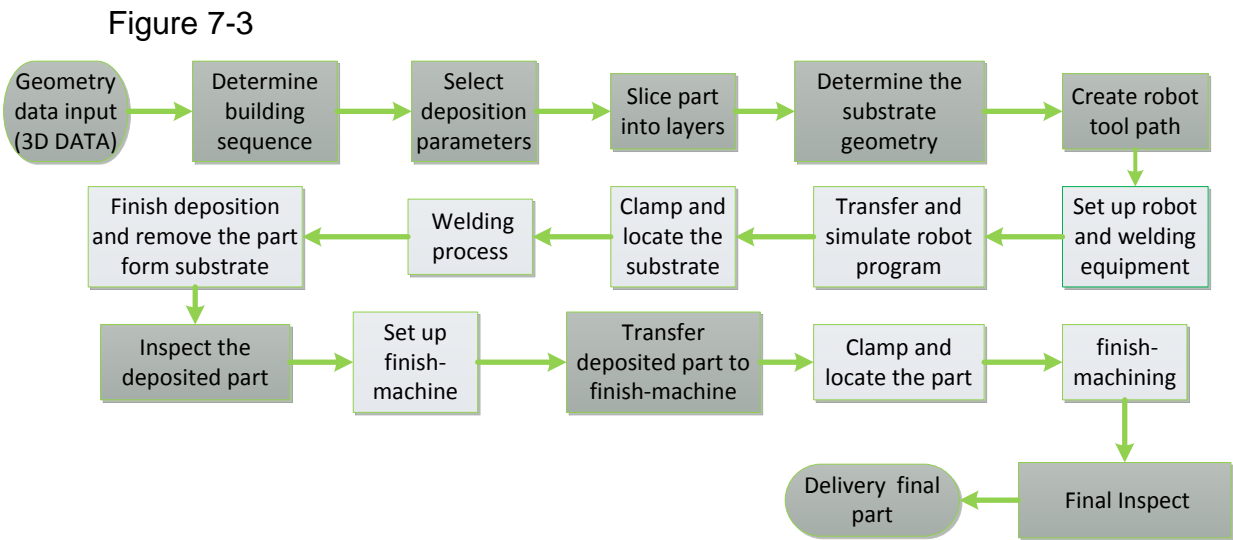 Figure 7-3
Geometry
data input
(3D DATA)
Determine
building
sequence
Select
deposition
parameters
Slice part
into layers
Determine the
substrate
geometry
Create robot
tool path
Set up robot
and welding
equipment
Transfer and
simulate robot
program
Clamp and
locate the
substrate
Welding
process
Finish deposition
and remove the part
form substrate
Inspect the
deposited part
Set up
finish-
machine
Transfer
deposited part to
finish-machine
Clamp and
locate the part
finish-
machining
Final Inspect
Delivery final
part